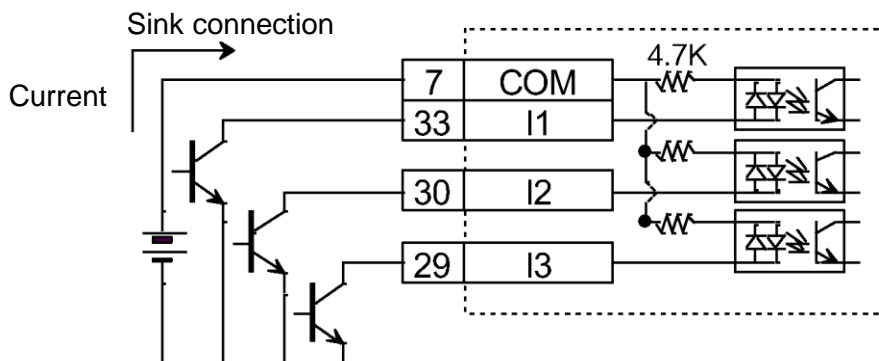 Sink connection
Current
4.7K
7 COM
33 I1
30 I2
29 I3